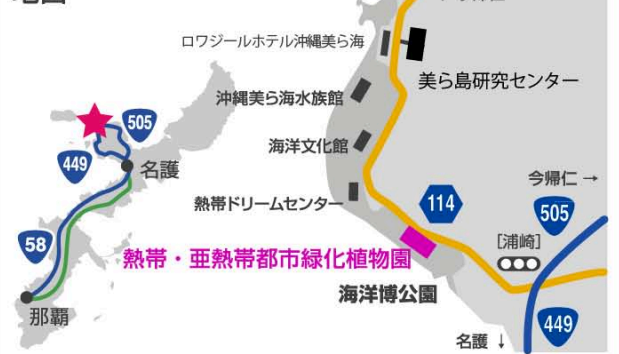 ロワジールホテル沖縄美ら海
美ら島研究センター
沖縄美ら海水族館
505
海洋文化館
449
名護
今帰仁 →
熱帯ドリームセンター
114
505
58
[浦崎]
熱帯・亜熱帯都市緑化植物園
海洋博公園
那覇
449
名護 ↓